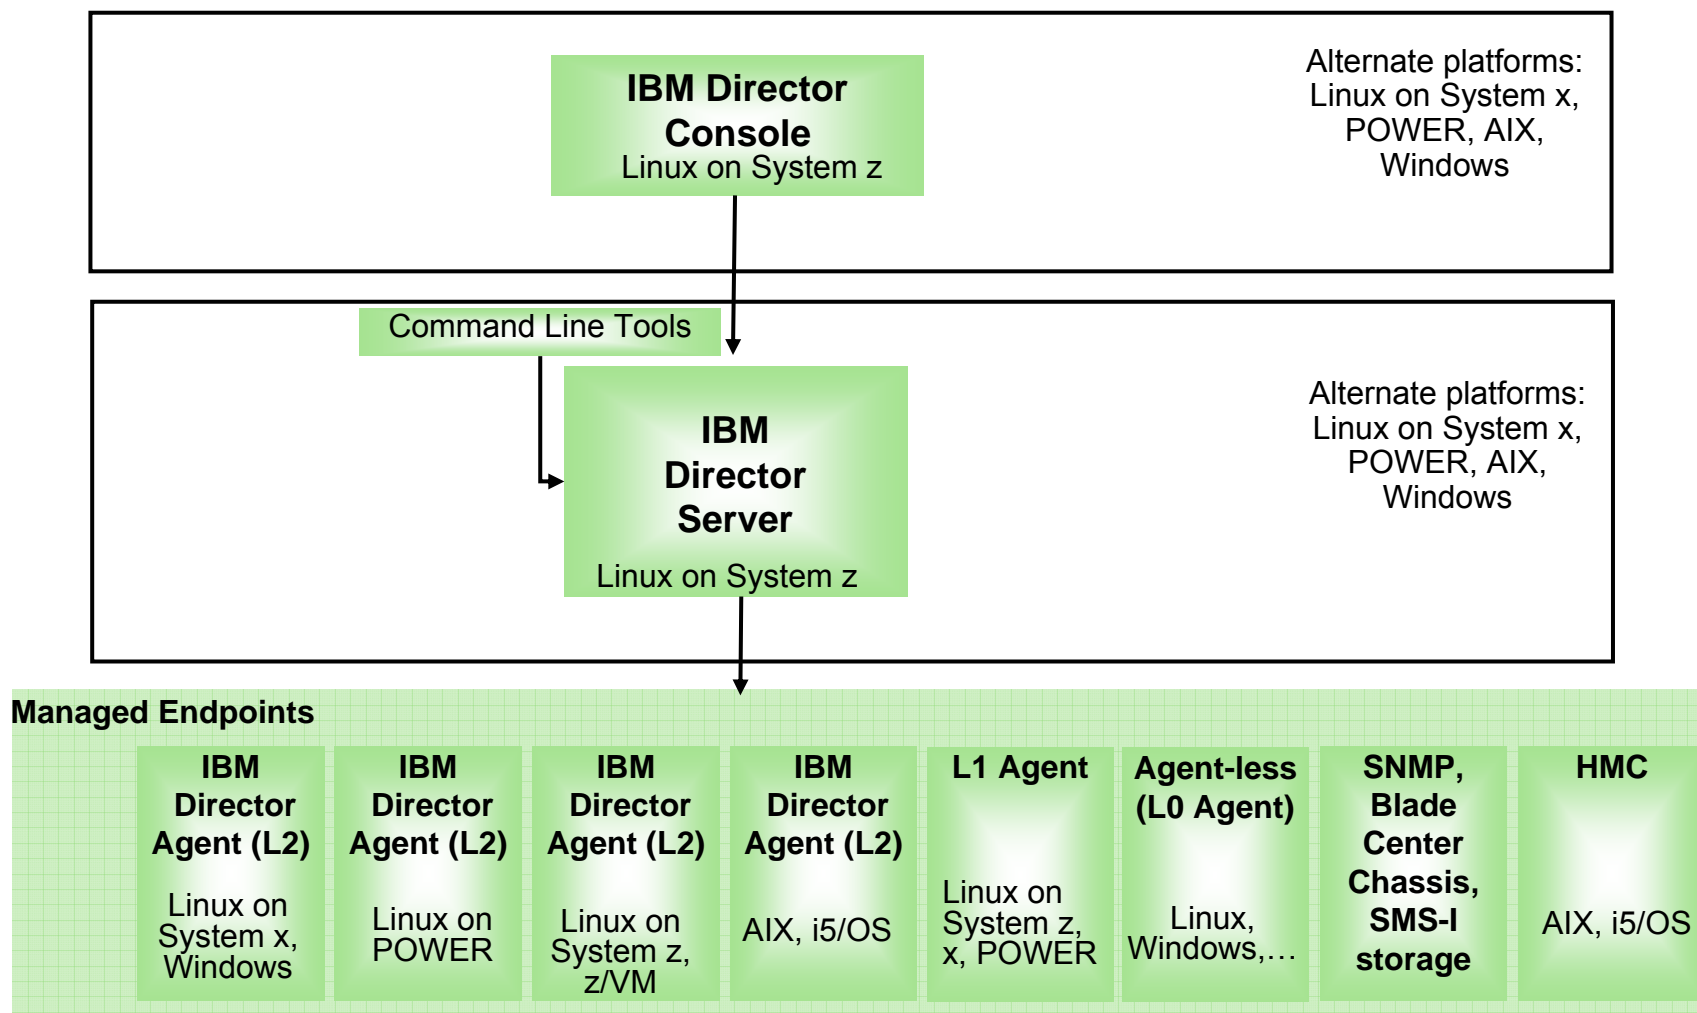 IBM Director
Console
Linux on System z
Alternate platforms:
Linux on System x,
POWER, AIX,
Windows
Command Line Tools
IBM
Director
Server
Linux on System z
Alternate platforms:
Linux on System x,
POWER, AIX,
Windows
Managed Endpoints
IBM
Director
Agent (L2)
Linux on
System x,
Windows
IBM
Director
Agent (L2)
Linux on
POWER
IBM
Director
Agent (L2)
Linux on
System z,
z/VM
IBM
Director
Agent (L2)
AIX, i5/OS
L1 Agent
Linux on
System z,
x, POWER
Agent-less
(L0 Agent)
Linux,
Windows,…
SNMP,
Blade
Center
Chassis,
SMS-I
storage
HMC
AIX, i5/OS